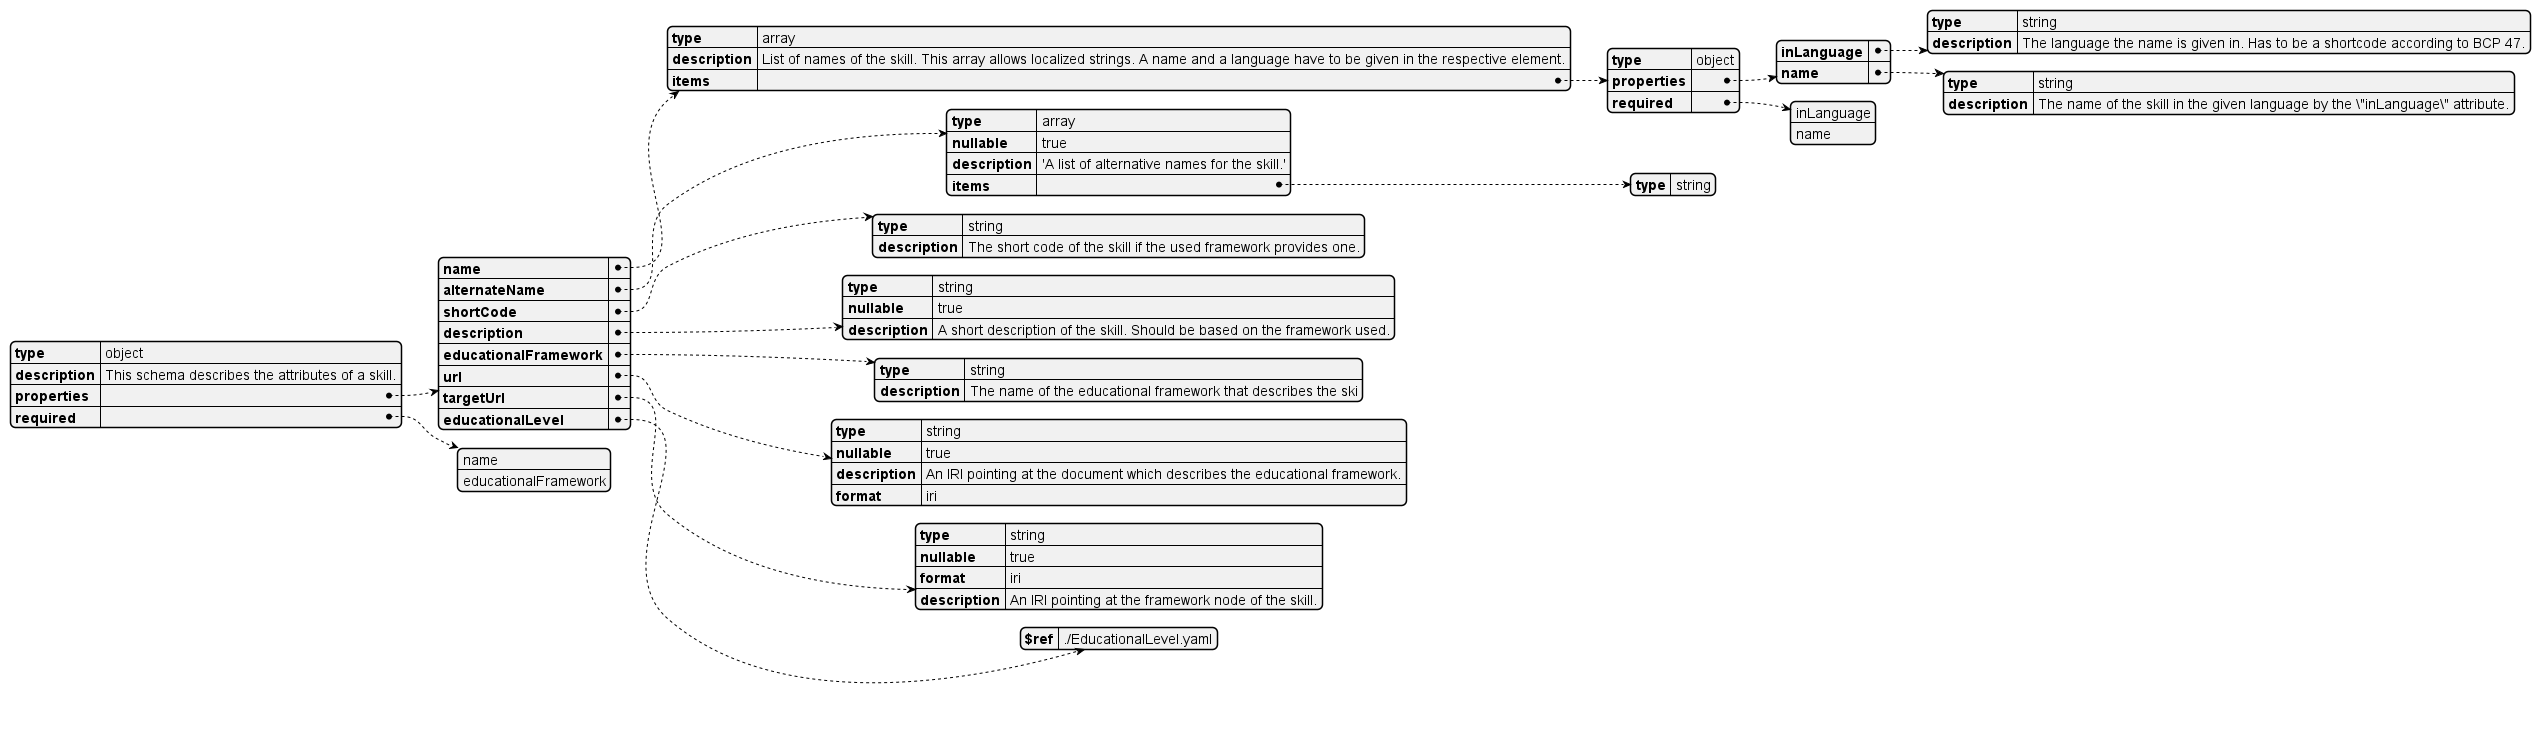 type object
description This schema describes the attributes of a skill.
properties
required
name
alternateName
shortCode
description
educationalFramework
url
targetUrl
educationalLevel
name
educationalFramework
type array
description List of names of the skill. This array allows localized strings. A name and a language have to be given in the respective element.
items
type object
properties
required
inLanguage
name
type string
description The language the name is given in. Has to be a shortcode according to BCP 47.
type string
description The name of the skill in the given language by the \"inLanguage\" attribute.
inLanguage
name
type array
nullable true
description 'A list of alternative names for the skill.'
items
type string
type string
description The short code of the skill if the used framework provides one.
type string
nullable true
description A short description of the skill. Should be based on the framework used.
type string
description The name of the educational framework that describes the ski
type string
nullable true
description An IRI pointing at the document which describes the educational framework.
format iri
type string
nullable true
format iri
description An IRI pointing at the framework node of the skill.
$ref ./EducationalLevel.yaml